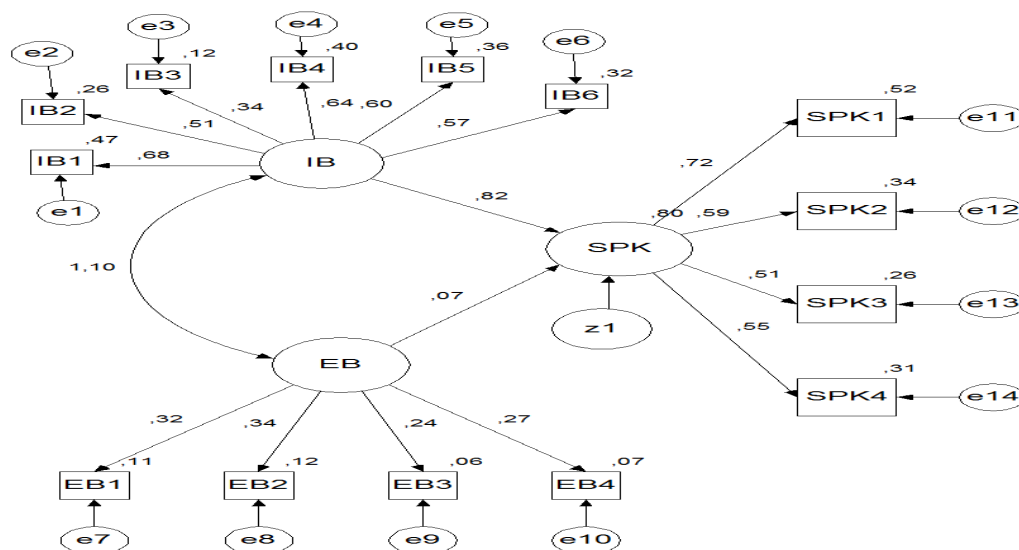 e3
e4
e5
e2
e6
,12
,40
,36
,32
IB3
IB4
IB5
IB6
,26
IB2
,51
,34
,64
,60
,57
,47
IB1
,68
IB
e1
,82
,52
SPK1
e11
,72
,34
SPK2
e12
,80
,59
SPK
,51
,26
SPK3
e13
1,10
,07
z1
,55
,31
SPK4
e14
EB
,32
,34
,24
,27
,11
,12
,06
,07
EB1
EB2
EB3
EB4
e7
e8
e9
e10